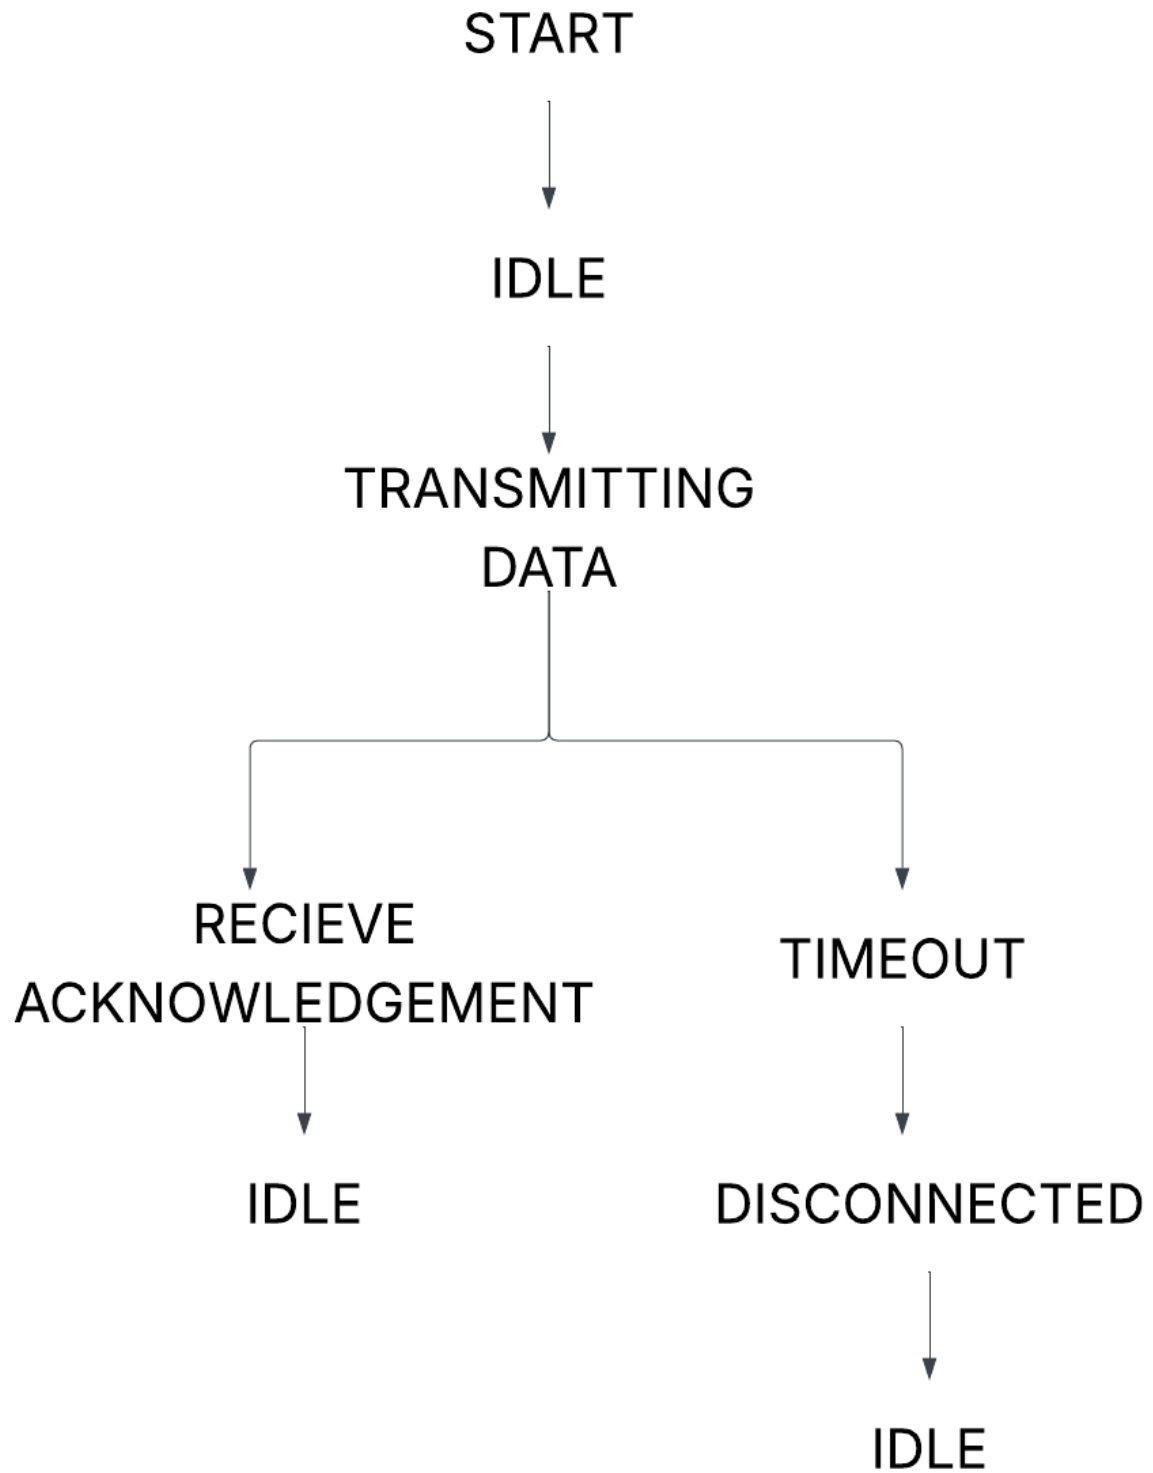 START
IDLE
TRANSMITTING
DATA
RECIEVE
ACKNOWLEDGEMENT
TIMEOUT
IDLE
DISCONNECTED
IDLE